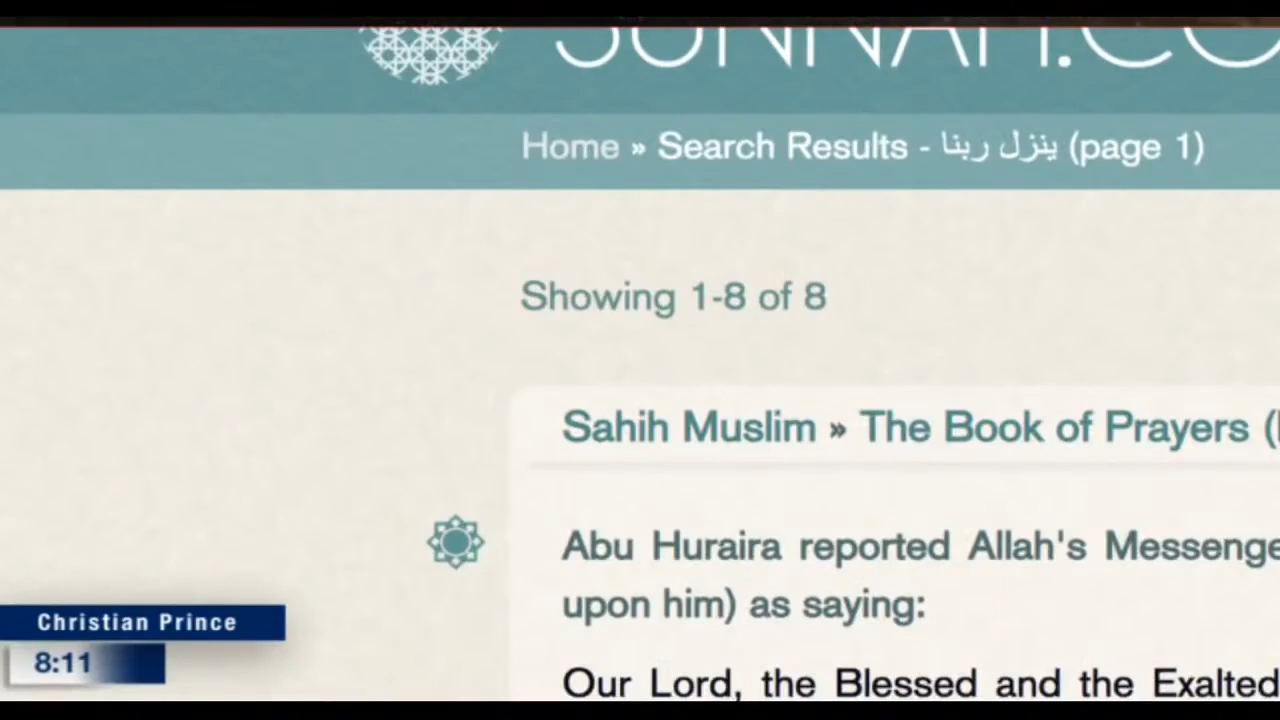 SUNNAH.CO
Home » Search Results - ينزل ربنا (page 1)
Showing 1-8 of 8
Sahih Muslim » The Book of Prayers (
Abu Huraira reported Allah's Messenge
upon him) as saying:
Our Lord, the Blessed and the Exalted
Christian Prince
8:11